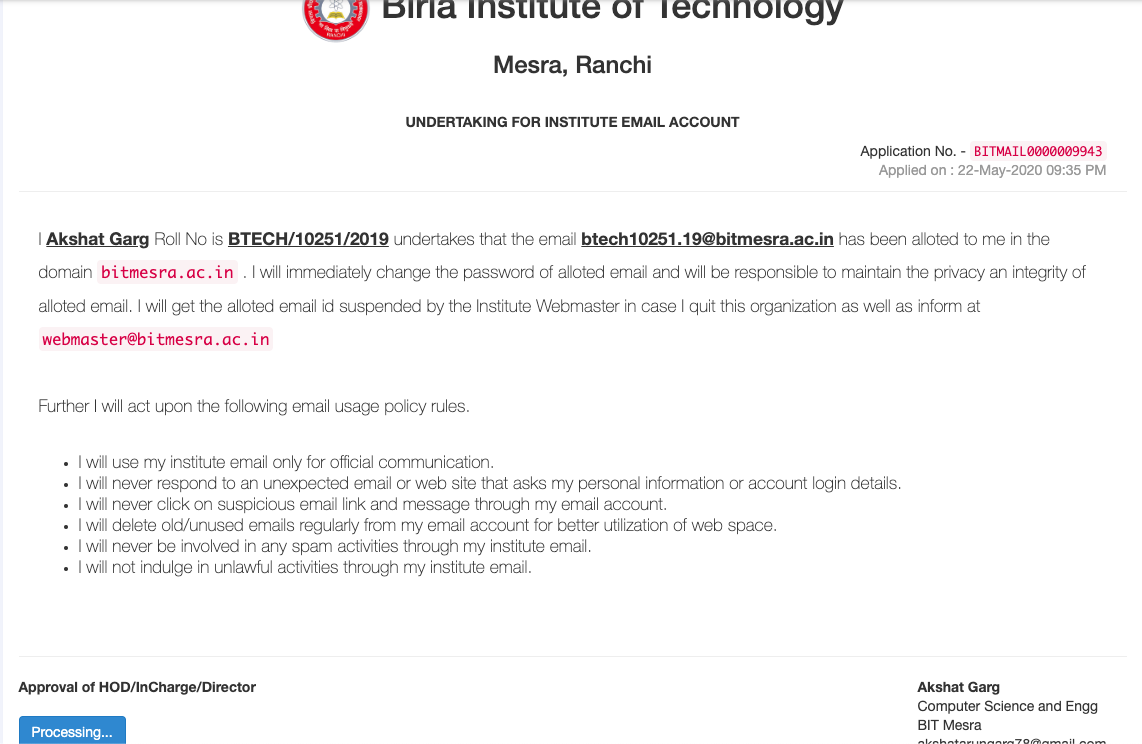 Birla Institute of Technology
Mesra, Ranchi
UNDERTAKING FOR INSTITUTE EMAIL ACCOUNT
Application No. - BITMAIL0000009943
Applied on : 22-May-2020 09:35 PM
I Akshat Garg Roll No is BTECH/10251/2019 undertakes that the email btech10251.19@bitmesra.ac.in has been alloted to me in the
domain bitmesra.ac.in . I will immediately change the password of alloted email and will be responsible to maintain the privacy an integrity of
alloted email. I will get the alloted email id suspended by the Institute Webmaster in case I quit this organization as well as inform at
webmaster@bitmesra.ac.in
Further I will act upon the following email usage policy rules.
• I will use my institute email only for official communication.
• I will never respond to an unexpected email or web site that asks my personal information or account login details.
• I will never click on suspicious email link and message through my email account.
• I will delete old/unused emails regularly from my email account for better utilization of web space.
• I will never be involved in any spam activities through my institute email.
• I will not indulge in unlawful activities through my institute email.
Approval of HOD/InCharge/Director
Processing...
Akshat Garg
Computer Science and Engg
BIT Mesra
akshatarungarg78@gmail.com